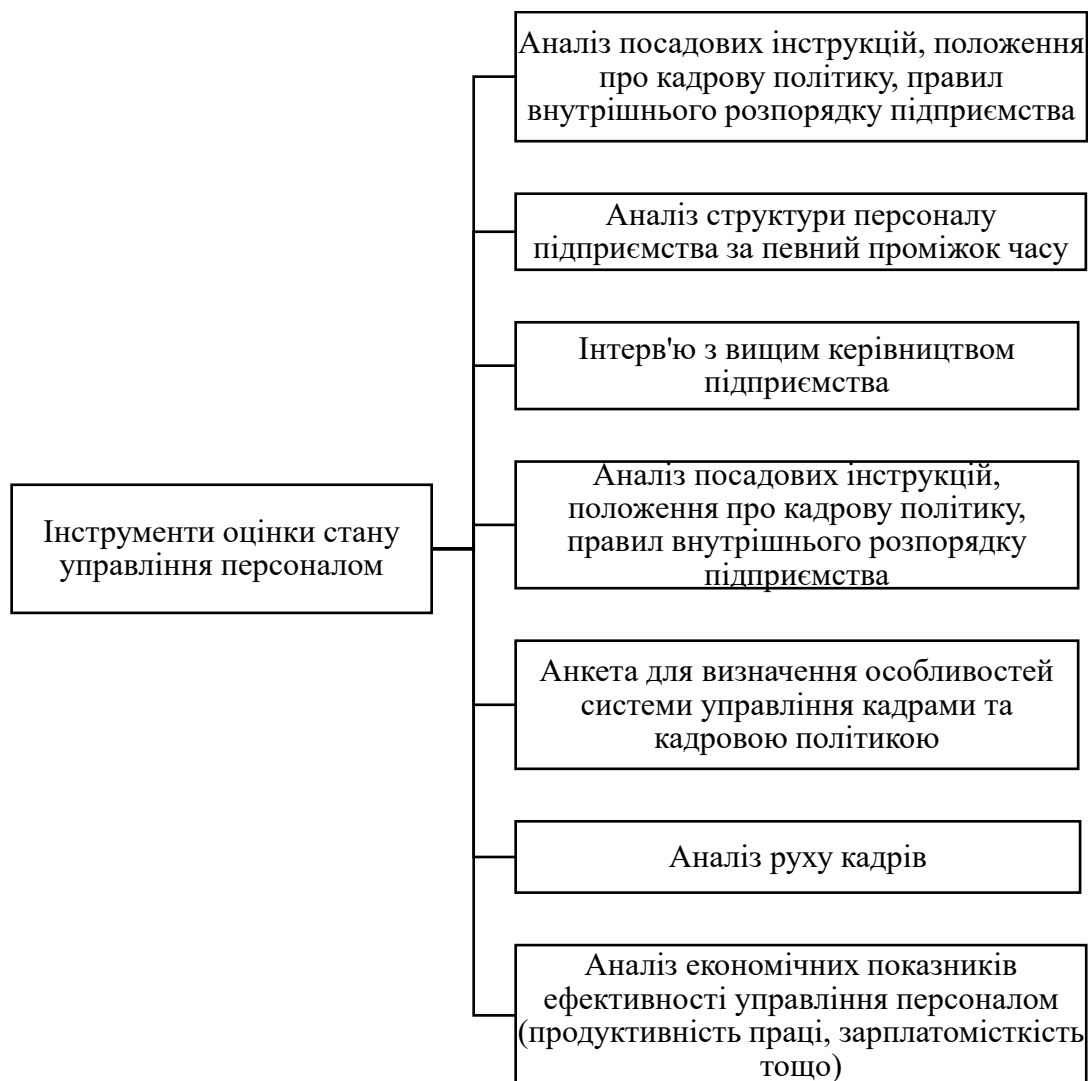 Аналіз посадових інструкцій, положення
про кадрову політику, правил
внутрішнього розпорядку підприємства
Аналіз структури персоналу
підприємства за певний проміжок часу
Інтерв'ю з вищим керівництвом
підприємства
Інструменти оцінки стану
управління персоналом
Аналіз посадових інструкцій,
положення про кадрову політику,
правил внутрішнього розпорядку
підприємства
Анкета для визначення особливостей
системи управління кадрами та
кадровою політикою
Аналіз руху кадрів
Аналіз економічних показників
ефективності управління персоналом
(продуктивність праці, зарплатомісткість
тощо)